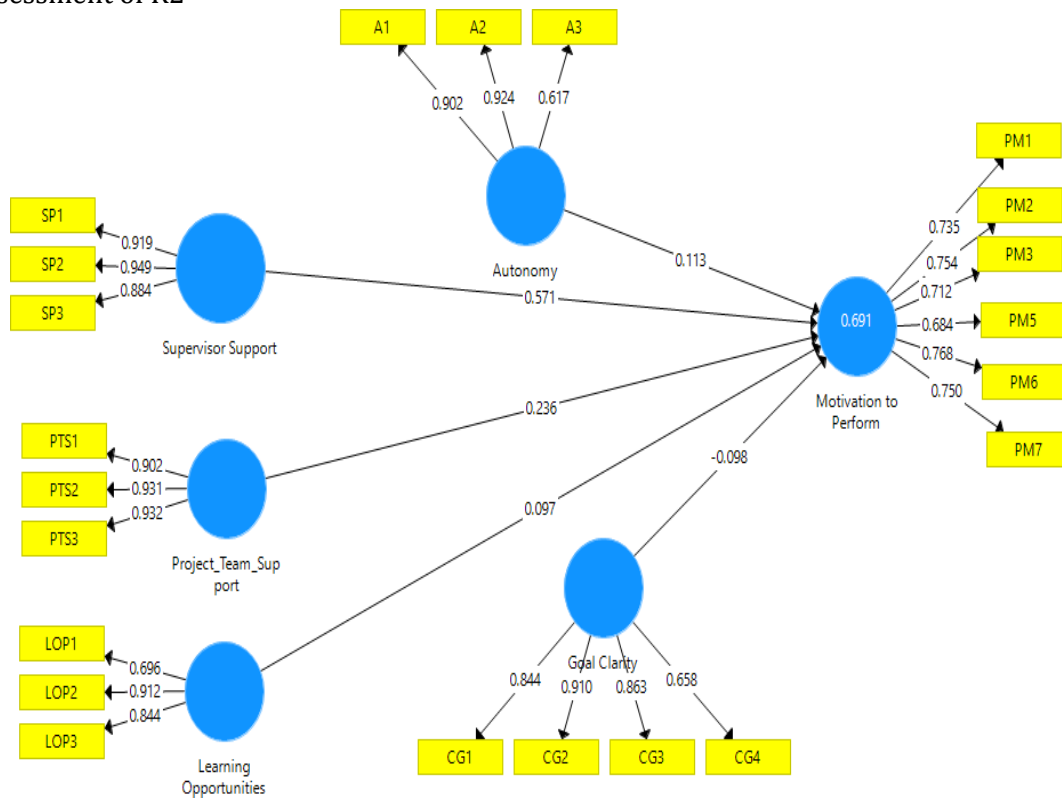 A1 A2 A3
0.902 0.924 0.617
PM1
SP1
0.919
PM2
0.735
SP2
0.949
0.754
PM3
Autonomy
0.113
0.712
SP3
0.884
0.571
0.691
0.684
PM5
Supervisor Support
0.768
PM6
0.750
Motivation to
Perform
0.236
PTS1
0.902
-0.098
PM7
PTS2
0.931
PTS3
0.932
0.097
Project_Team_Sup
port
LOP1
0.696
Goal Clarity
LOP2
0.912
0.844 0.910 0.863 0.658
LOP3
0.844
CG1 CG2 CG3 CG4
Learning
Opportunities